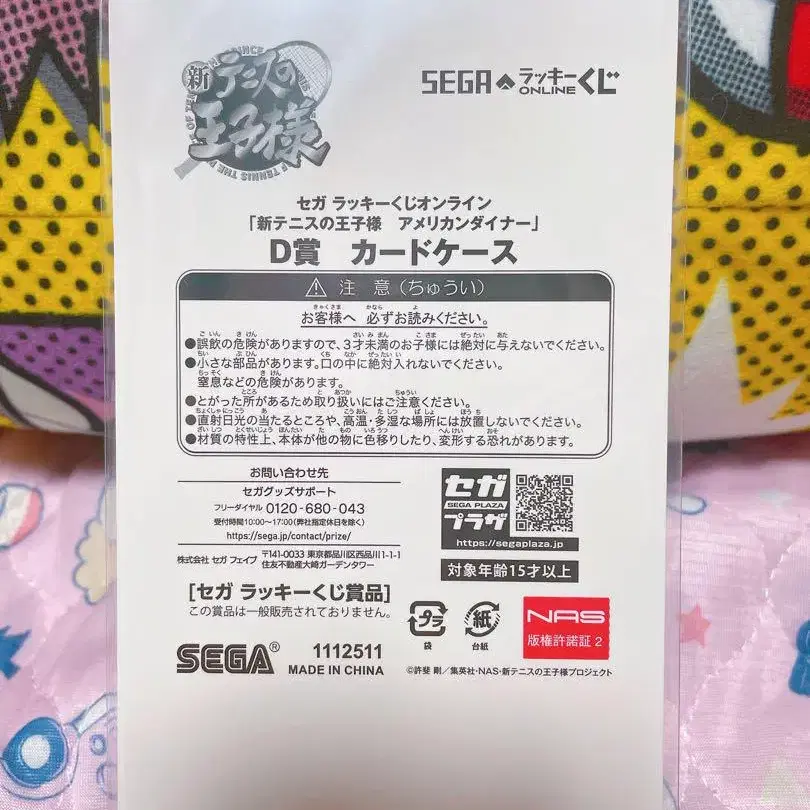 新テニスの
王子様
SEGA ラッキーくじ
ONLINE
セガ ラッキーくじオンライン
「新テニスの王子様 アメリカンダイナー」
D賞 カードケース
注 意(ちゅうい)
お客様へ 必ずお読みください。
●誤飲の危険がありますので、3才未満のお子様には絶対に与えないでください。
●小さな部品があります。口の中に絶対入れないでください。
窒息などの危険があります。
●とがった所があるため取り扱いにはご注意ください。
●直射日光の当たるところや、高温・多湿な場所には放置しないでください。
●材質の特性上、本体が他の物に色移りしたり、変形する恐れがあります。
お問い合わせ先
セガグッズサポート
フリーダイヤル 0120-680-043
受付時間10:00〜17:00(弊社指定休日を除く)
https://sega.jp/contact/prize/
株式会社 セガ フェイブ 〒141-0033 東京都品川区西品川1-1-1
住友不動産大崎ガーデンタワー
セガ
SEGA PLAZA
プラザ
https://segaplaza.jp/
対象年齢15才以上
[セガ ラッキーくじ賞品]
この賞品は一般販売されておりません。
SEGA® 1112511
MADE IN CHINA
プラ
袋
紙
台紙
NAS
版権許諾証 2
©許斐 剛/集英社・NAS・新テニスの王子様プロジェクト